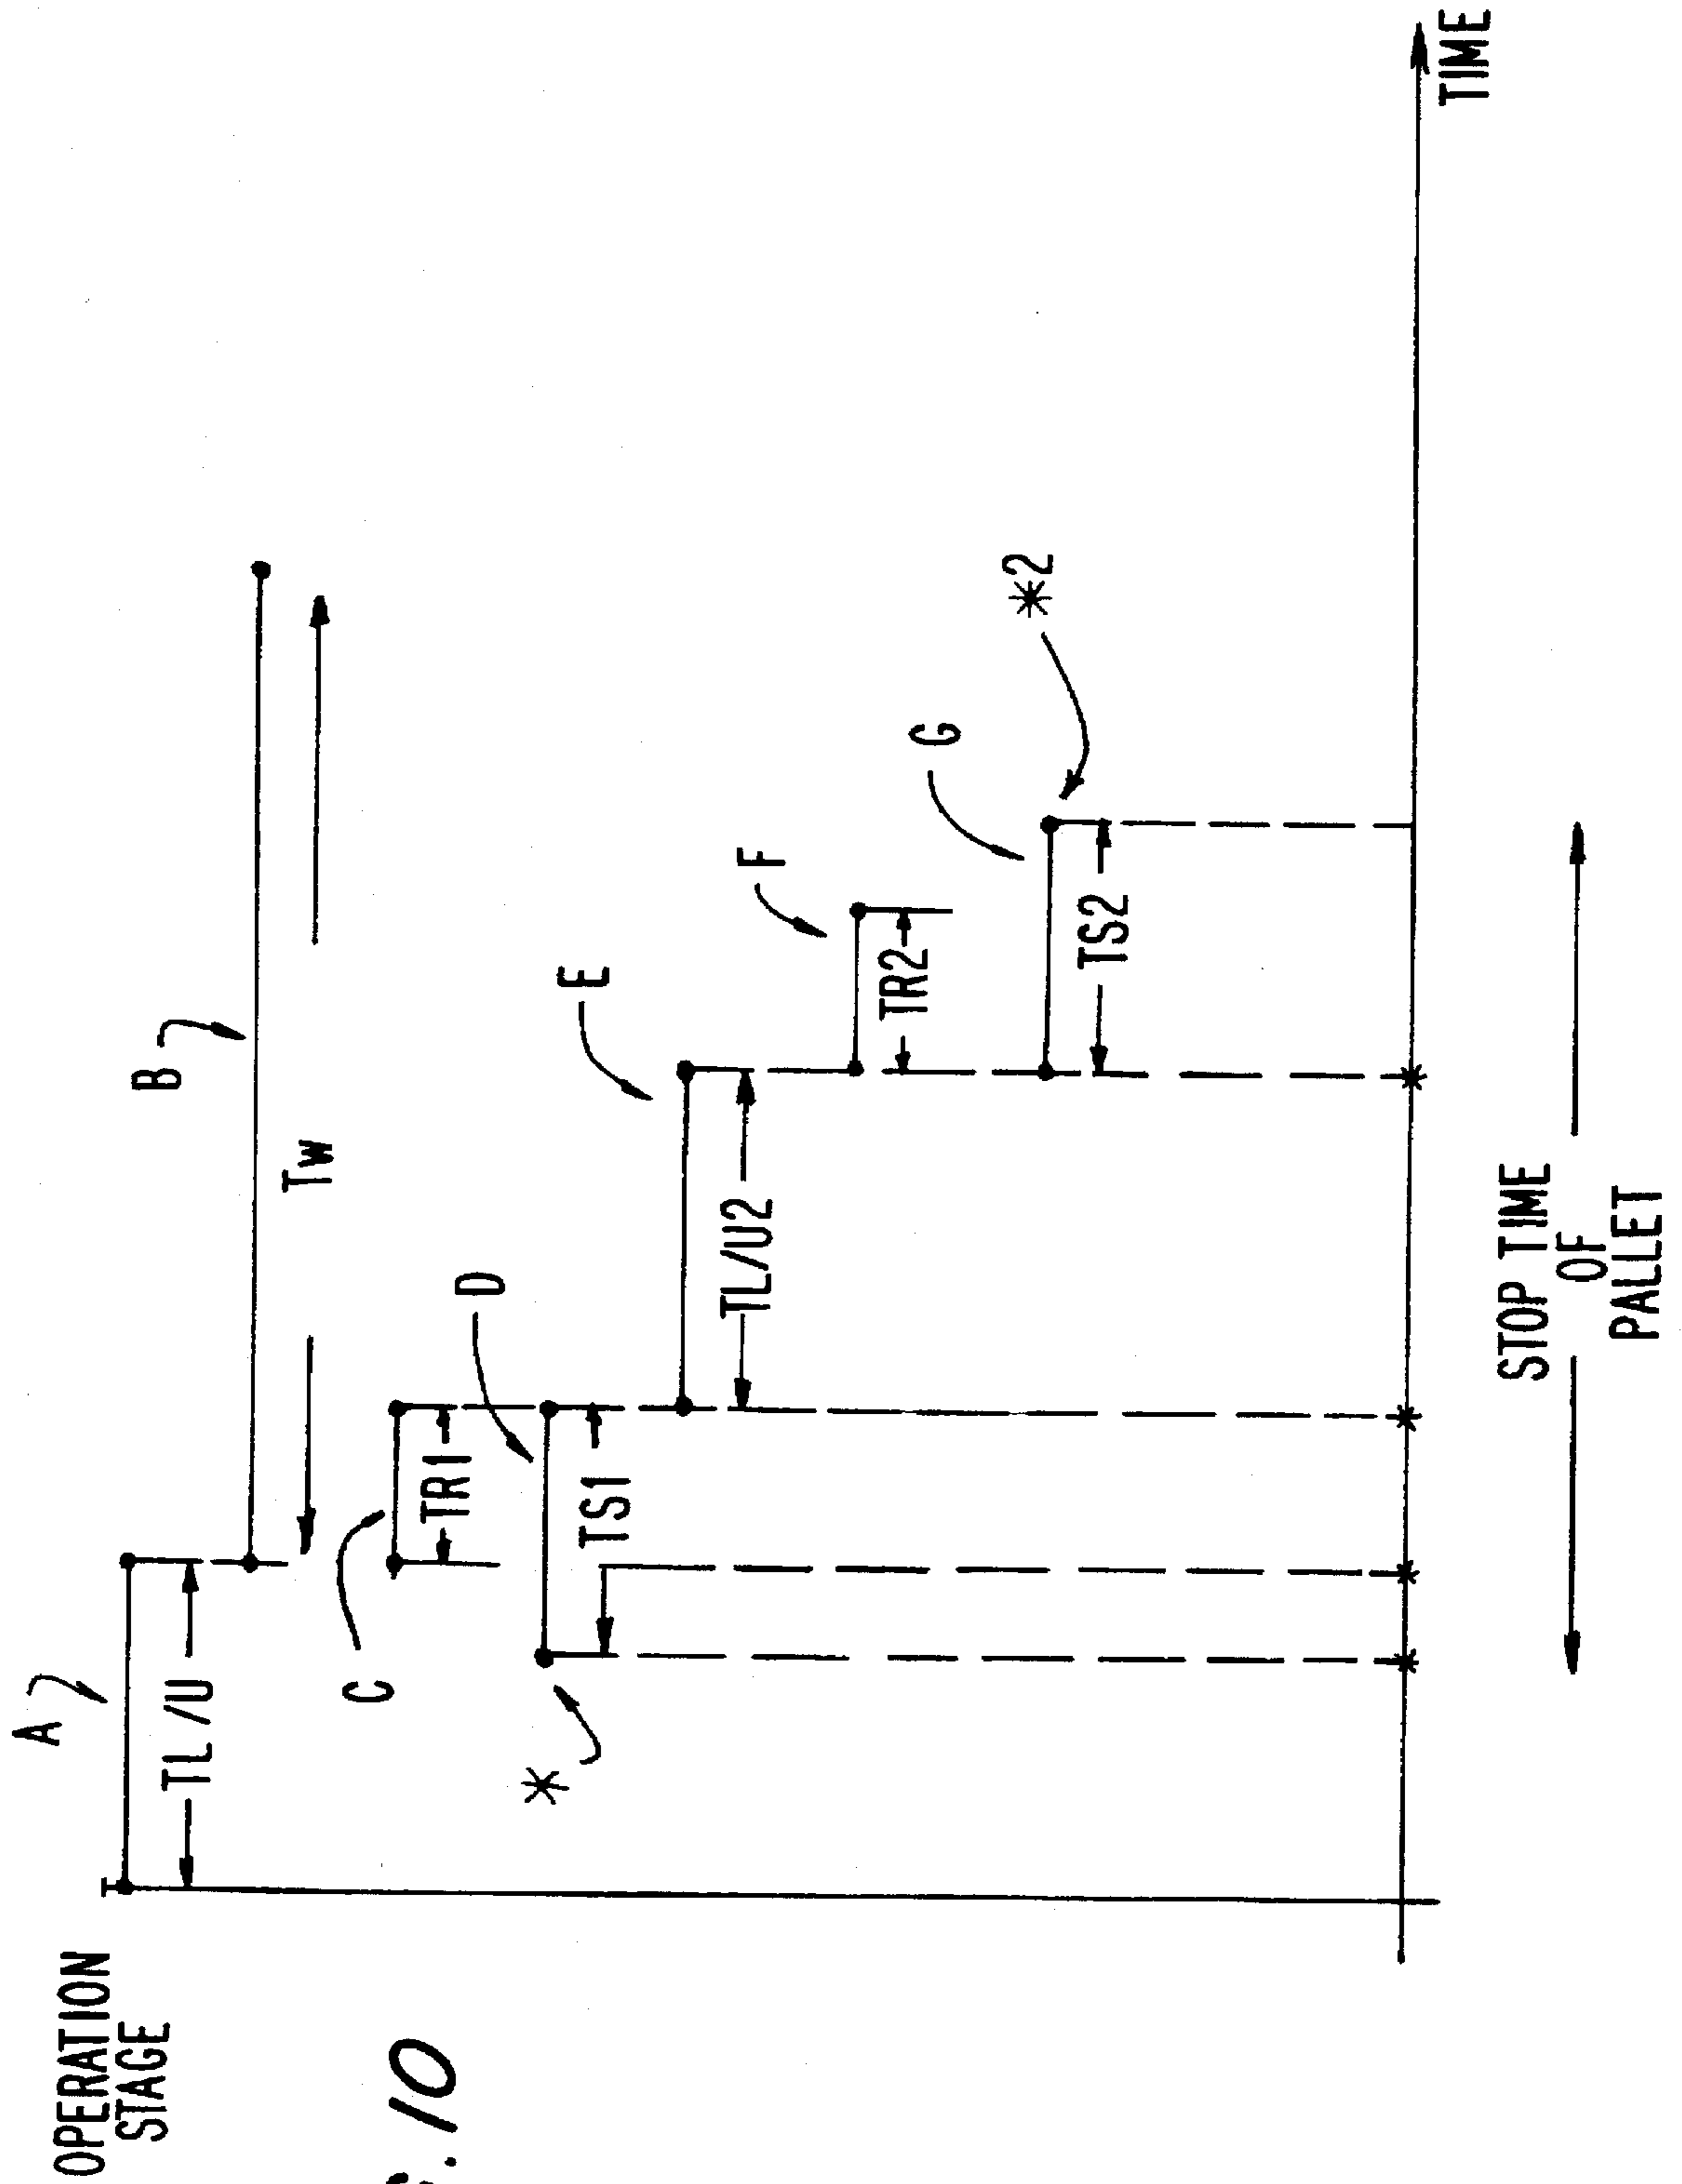 OPERATION
STAGE
A
TL/U
B
Tw
C
TR1
D
*
TS1
E
TL/U2
F
TR2
G
*2
TS2
TIME
STOP TIME
OF
PALLET
.10